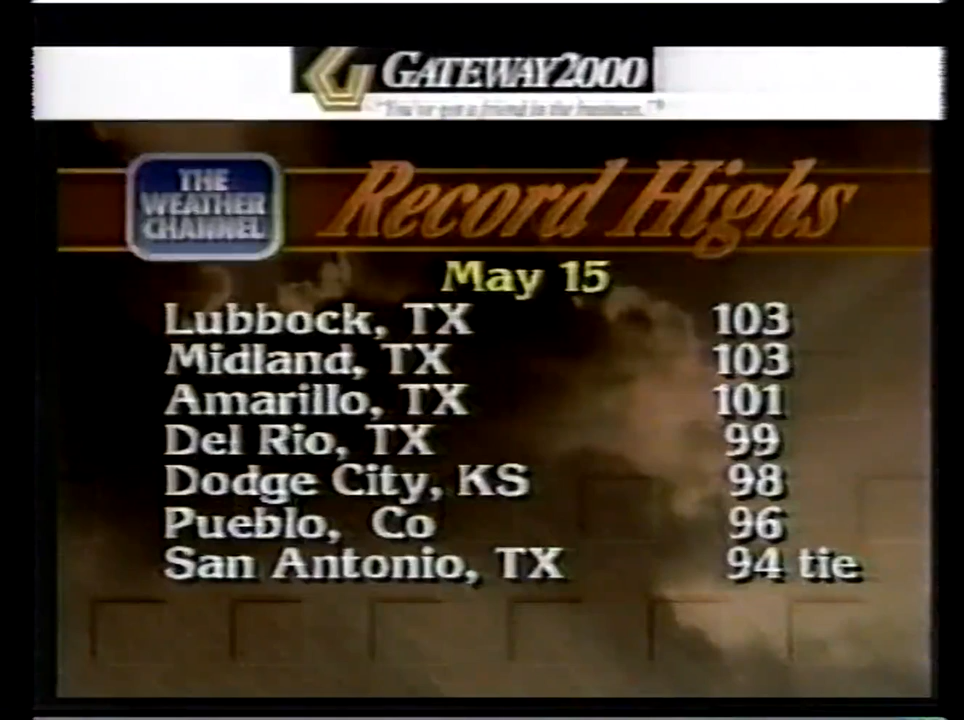 GATEWAY2000
"You've got a friend in the business."®
THE
WEATHER
CHANNEL
Record Highs
May 15
Lubbock, TX 103
Midland, TX 103
Amarillo, TX 101
Del Rio, TX 99
Dodge City, KS 98
Pueblo, Co 96
San Antonio, TX 94 tie